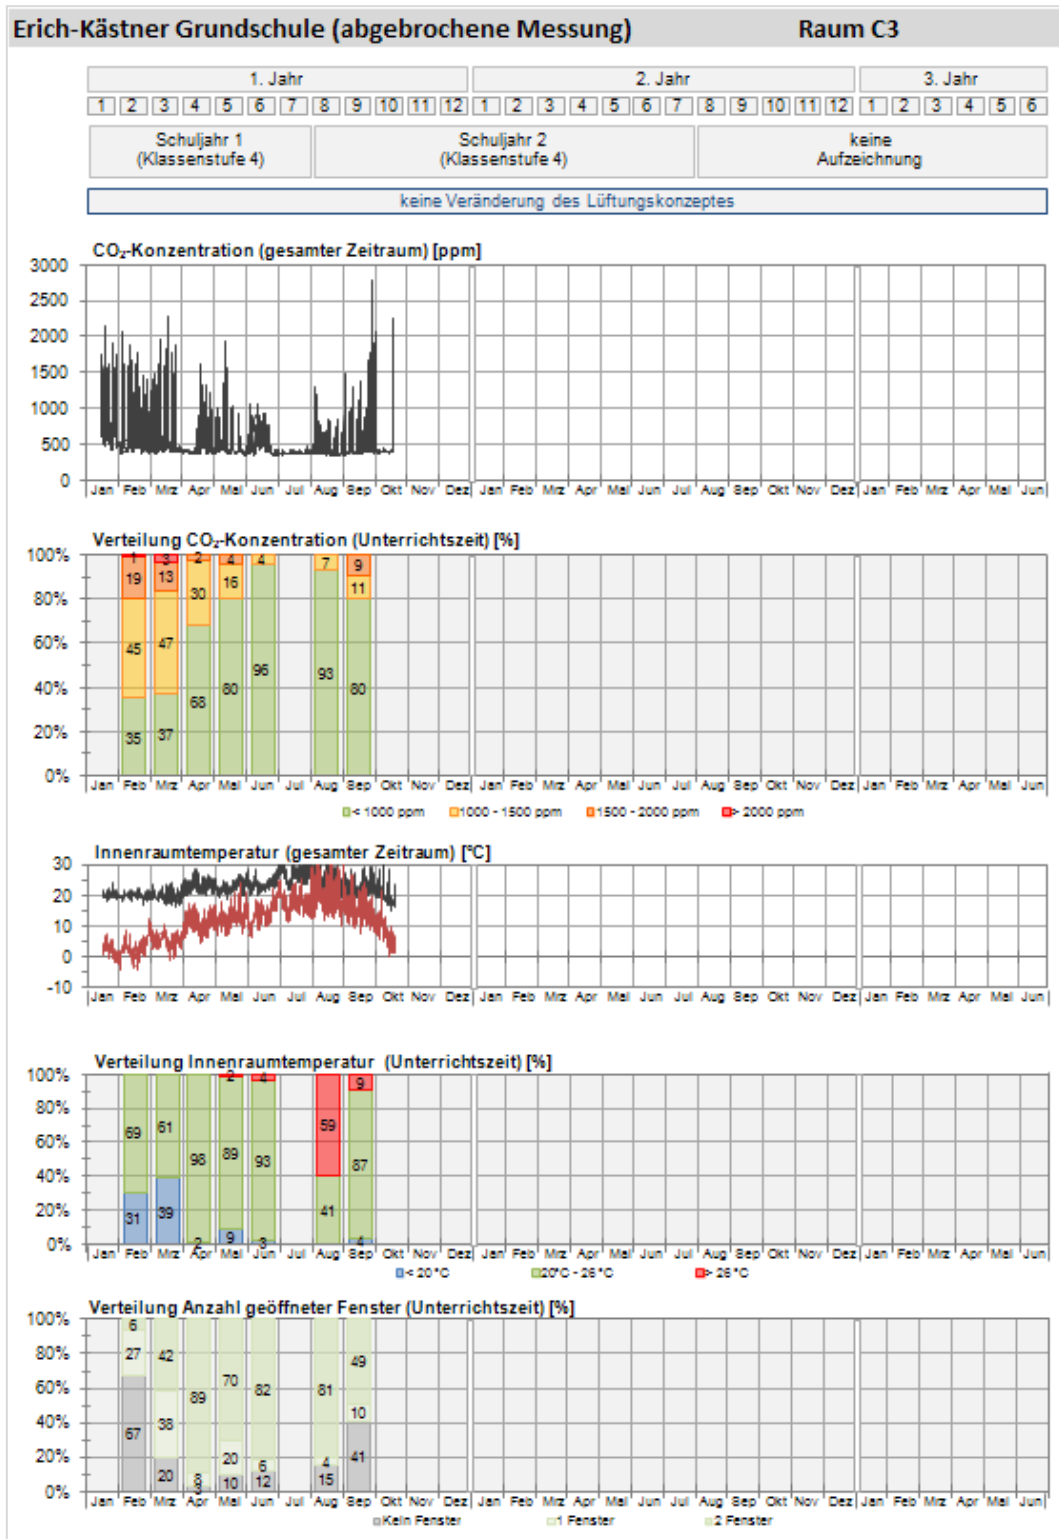 Erich-Kästner Grundschule (abgebrochene Messung) Raum C3
1. Jahr 2. Jahr 3. Jahr
1 2 3 4 5 6 7 8 9 10 11 12 1 2 3 4 5 6 7 8 9 10 11 12 1 2 3 4 5 6
Schuljahr 1 Schuljahr 2 keine
(Klassenstufe 4) (Klassenstufe 4) Aufzeichnung
keine Veränderung des Lüftungskonzeptes
CO₂-Konzentration (gesamter Zeitraum) [ppm]
3000
2500
2000
1500
1000
500
0
Jan Feb Mrz Apr Mai Jun Jul Aug Sep Okt Nov Dez Jan Feb Mrz Apr Mai Jun Jul Aug Sep Okt Nov Dez Jan Feb Mrz Apr Mai Jun
Verteilung CO₂-Konzentration (Unterrichtszeit) [%]
100% 1 3 2 4 4 7 9
19 13 30 16 11
80%
45 47
60%
96 93
40% 68 80 80
35 37
20%
0%
Jan Feb Mrz Apr Mai Jun Jul Aug Sep Okt Nov Dez Jan Feb Mrz Apr Mai Jun Jul Aug Sep Okt Nov Dez Jan Feb Mrz Apr Mai Jun
< 1000 ppm 1000 - 1500 ppm 1500 - 2000 ppm > 2000 ppm
Innenraumtemperatur (gesamter Zeitraum) [°C]
30
20
10
0
-10
Jan Feb Mrz Apr Mai Jun Jul Aug Sep Okt Nov Dez Jan Feb Mrz Apr Mai Jun Jul Aug Sep Okt Nov Dez Jan Feb Mrz Apr Mai Jun
Verteilung Innenraumtemperatur (Unterrichtszeit) [%]
100% 2 4 9
80%
69 61 59
60% 98 89 93 87
40%
31 39 41
20%
0% 2 9 3 4
Jan Feb Mrz Apr Mai Jun Jul Aug Sep Okt Nov Dez Jan Feb Mrz Apr Mai Jun Jul Aug Sep Okt Nov Dez Jan Feb Mrz Apr Mai Jun
< 20 °C 20°C - 26 °C > 26 °C
Verteilung Anzahl geöffneter Fenster (Unterrichtszeit) [%]
100% 6
80% 27 42 49
60% 89 70 82 81
40% 67 38 10
20% 20 8 20 6 4 41
0% 3 10 12 15
Jan Feb Mrz Apr Mai Jun Jul Aug Sep Okt Nov Dez Jan Feb Mrz Apr Mai Jun Jul Aug Sep Okt Nov Dez Jan Feb Mrz Apr Mai Jun
Kein Fenster 1 Fenster 2 Fenster